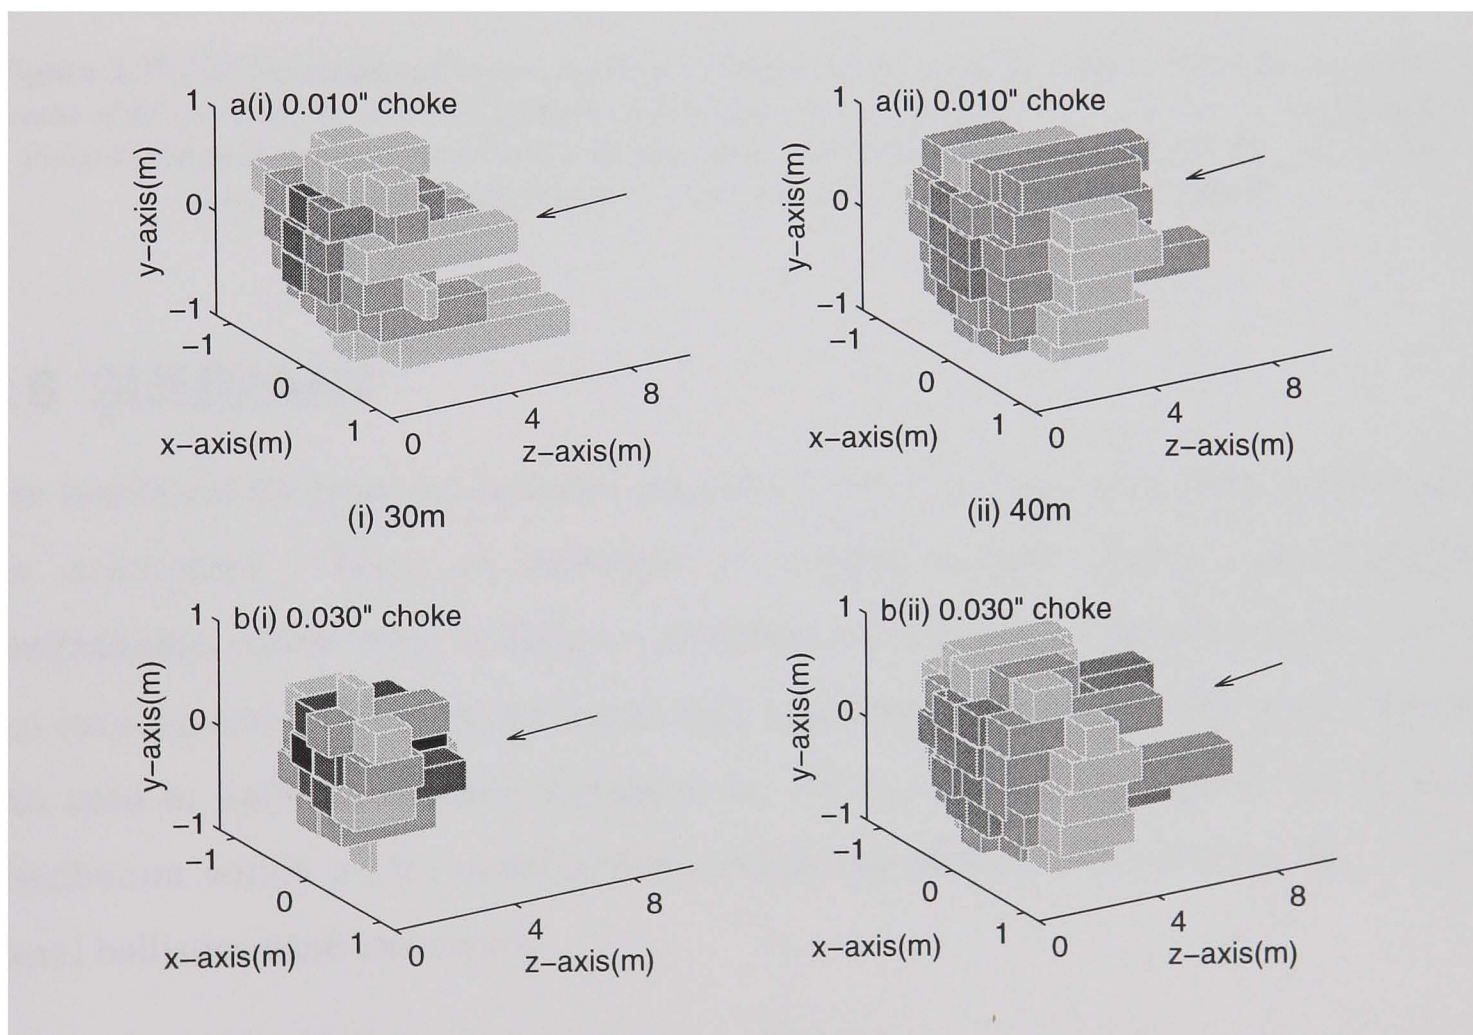 a(i) 0.010" choke
1
0
−1
y−axis(m)
−1
0
1
x−axis(m)
0
4
8
z−axis(m)
a(ii) 0.010" choke
1
0
−1
y−axis(m)
−1
0
1
x−axis(m)
0
4
8
z−axis(m)
(i) 30m
(ii) 40m
b(i) 0.030" choke
1
0
−1
y−axis(m)
−1
0
1
x−axis(m)
0
4
8
z−axis(m)
b(ii) 0.030" choke
1
0
−1
y−axis(m)
−1
0
1
x−axis(m)
0
4
8
z−axis(m)